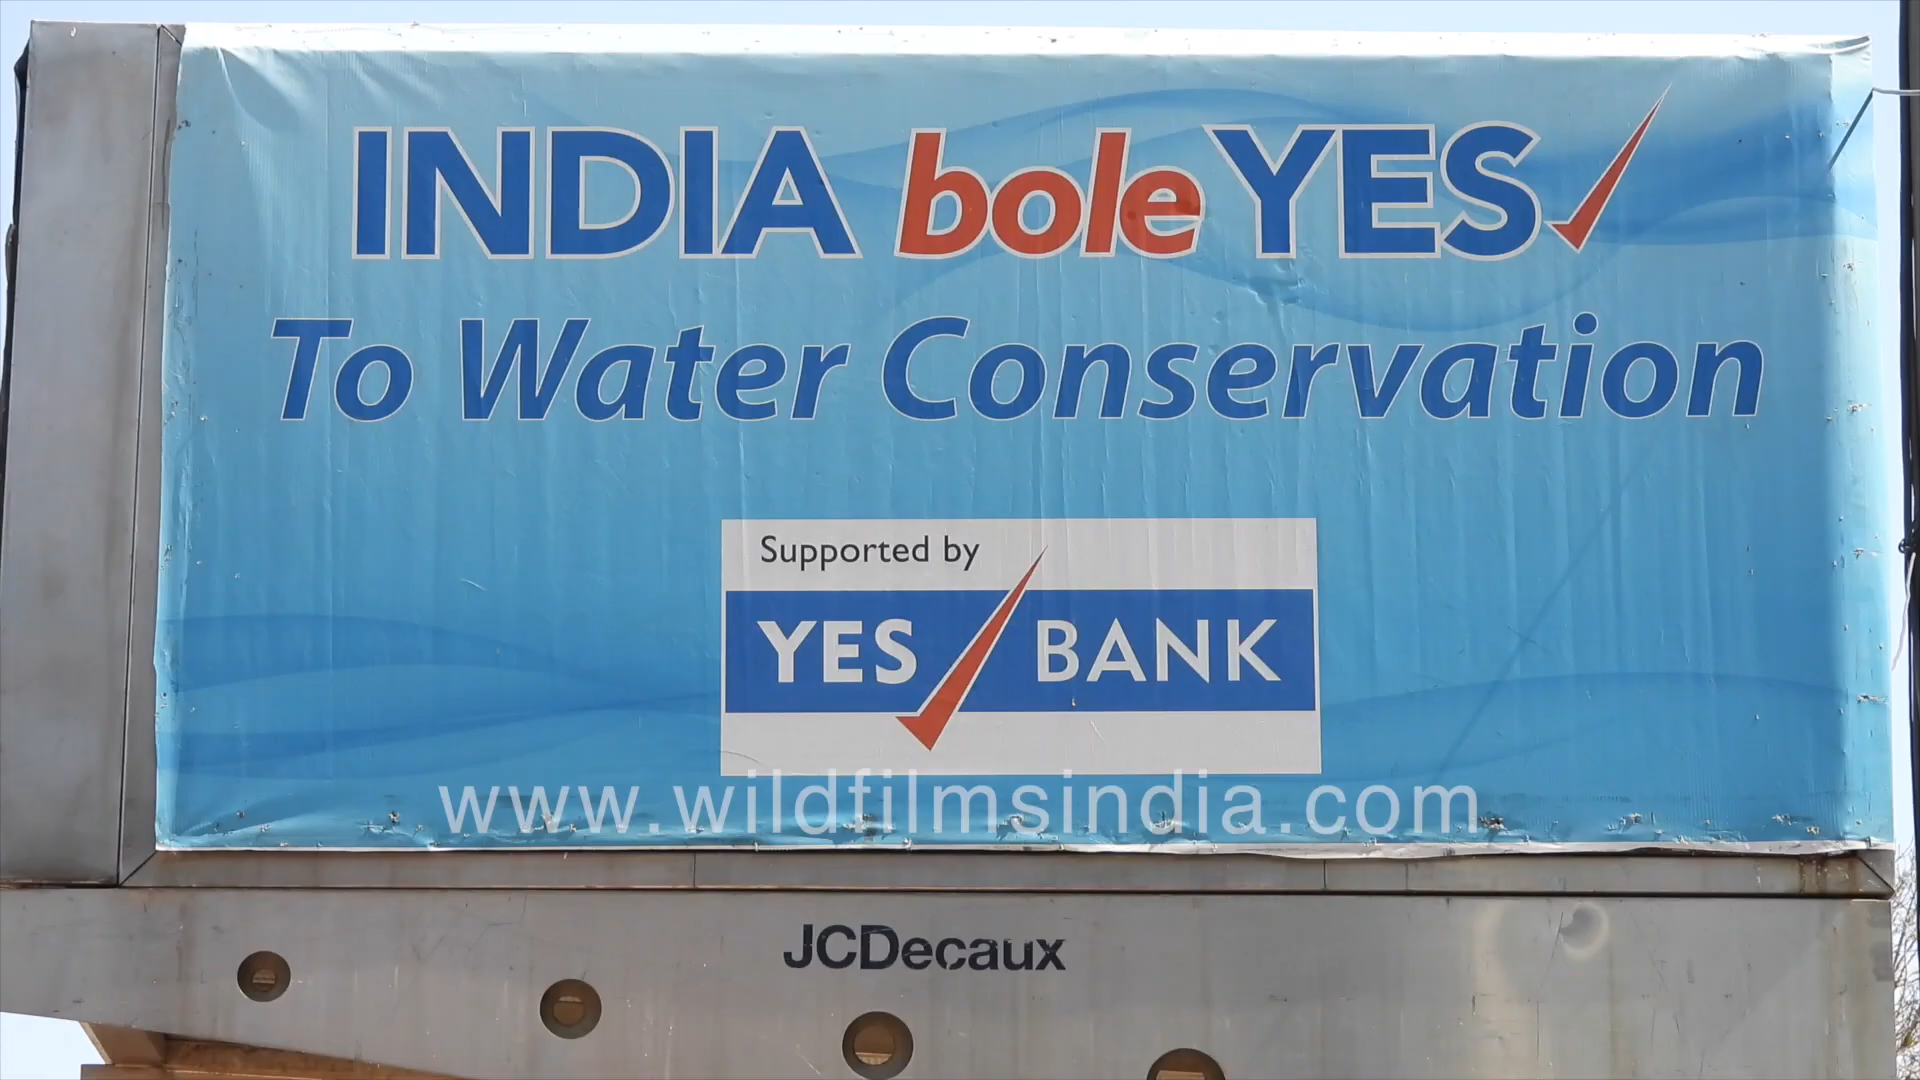 INDIA bole YES
To Water Conservation
Supported by
YES BANK
www.wildfilmsindia.com
JCDecaux